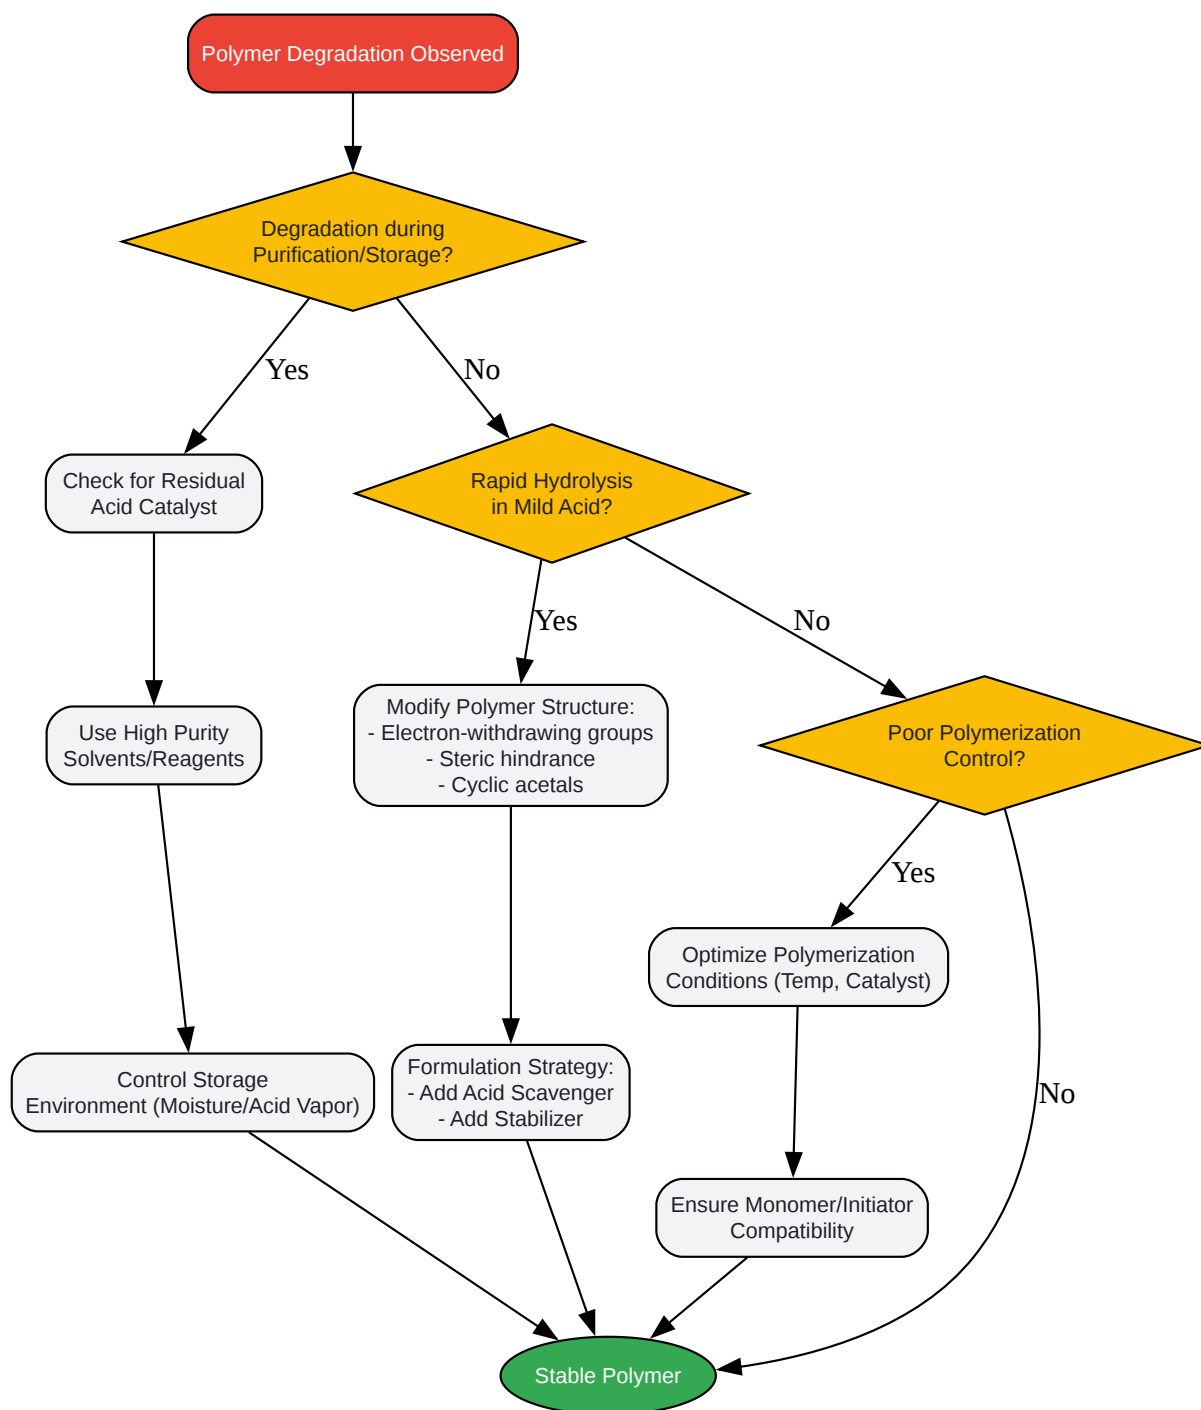 Polymer Degradation Observed
Degradation during
Purification/Storage?
Yes
No
Check for Residual
Acid Catalyst
Rapid Hydrolysis
in Mild Acid?
Yes
No
Use High Purity
Solvents/Reagents
Modify Polymer Structure:
- Electron-withdrawing groups
- Steric hindrance
- Cyclic acetals
Poor Polymerization
Control?
Yes
No
Optimize Polymerization
Conditions (Temp, Catalyst)
Control Storage
Environment (Moisture/Acid Vapor)
Formulation Strategy:
- Add Acid Scavenger
- Add Stabilizer
Ensure Monomer/Initiator
Compatibility
Stable Polymer